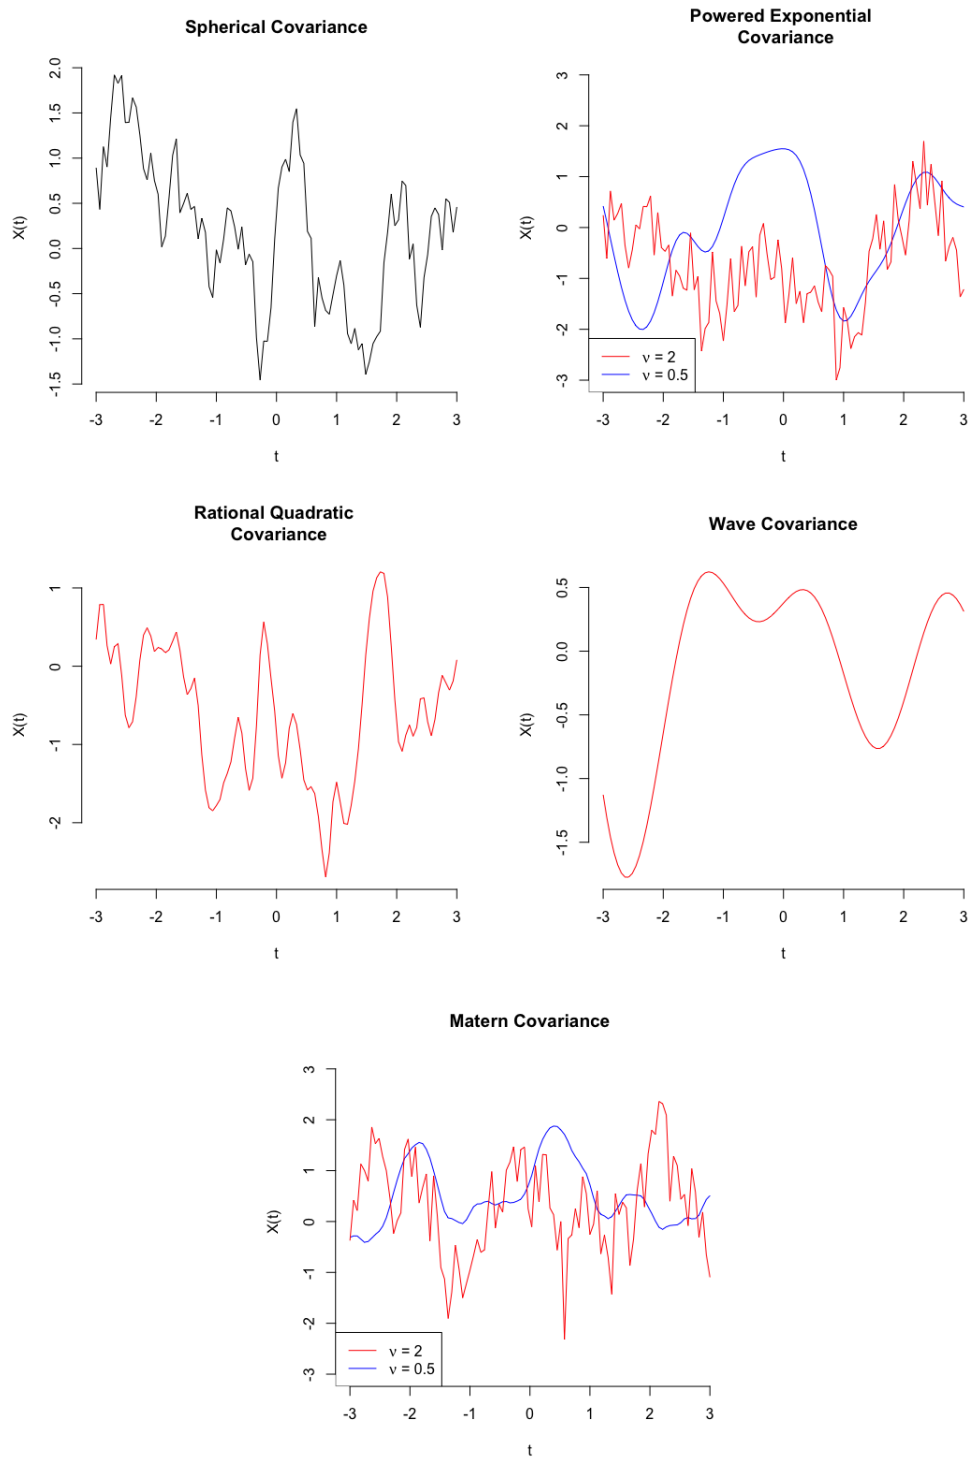 Spherical Covariance
X(t)
2.0
1.5
1.0
0.5
0.0
-0.5
-1.0
-1.5
-3 -2 -1 0 1 2 3
t
Powered Exponential
Covariance
X(t)
3
2
1
0
-1
-2
-3
ν = 2
ν = 0.5
-3 -2 -1 0 1 2 3
t
Rational Quadratic
Covariance
X(t)
1
0
-1
-2
-3 -2 -1 0 1 2 3
t
Wave Covariance
X(t)
0.5
0.0
-0.5
-1.0
-1.5
-3 -2 -1 0 1 2 3
t
Matern Covariance
X(t)
3
2
1
0
-1
-2
-3
ν = 2
ν = 0.5
-3 -2 -1 0 1 2 3
t